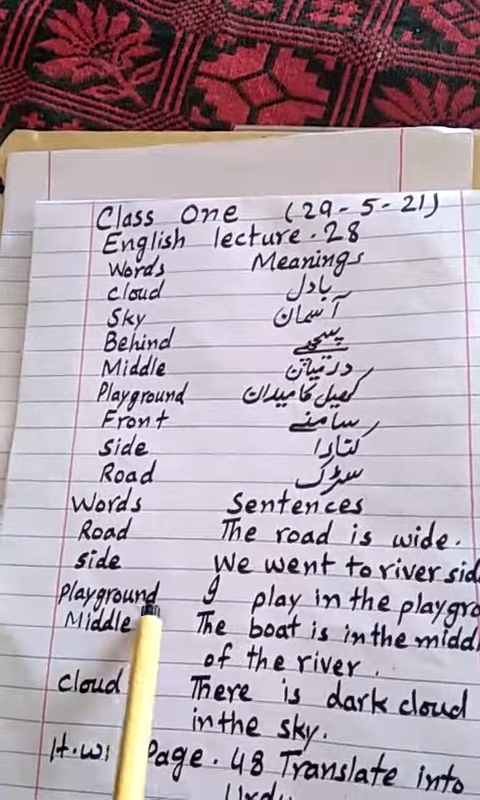 Class One (29-5-21)
English lecture.28
Words Meanings
Cloud بادل
Sky آسمان
Behind پیچھے
Middle درمیان
Playground کھیل کا میدان
Front سامنے
Side کنارا
Road سڑک
Words Sentences
Road The road is wide.
Side We went to river sid
Playground I play in the playgro
Middle The boat is in the midd
of the river.
Cloud There is dark cloud
in the sky.
H.w Page.48 Translate into
Urdu